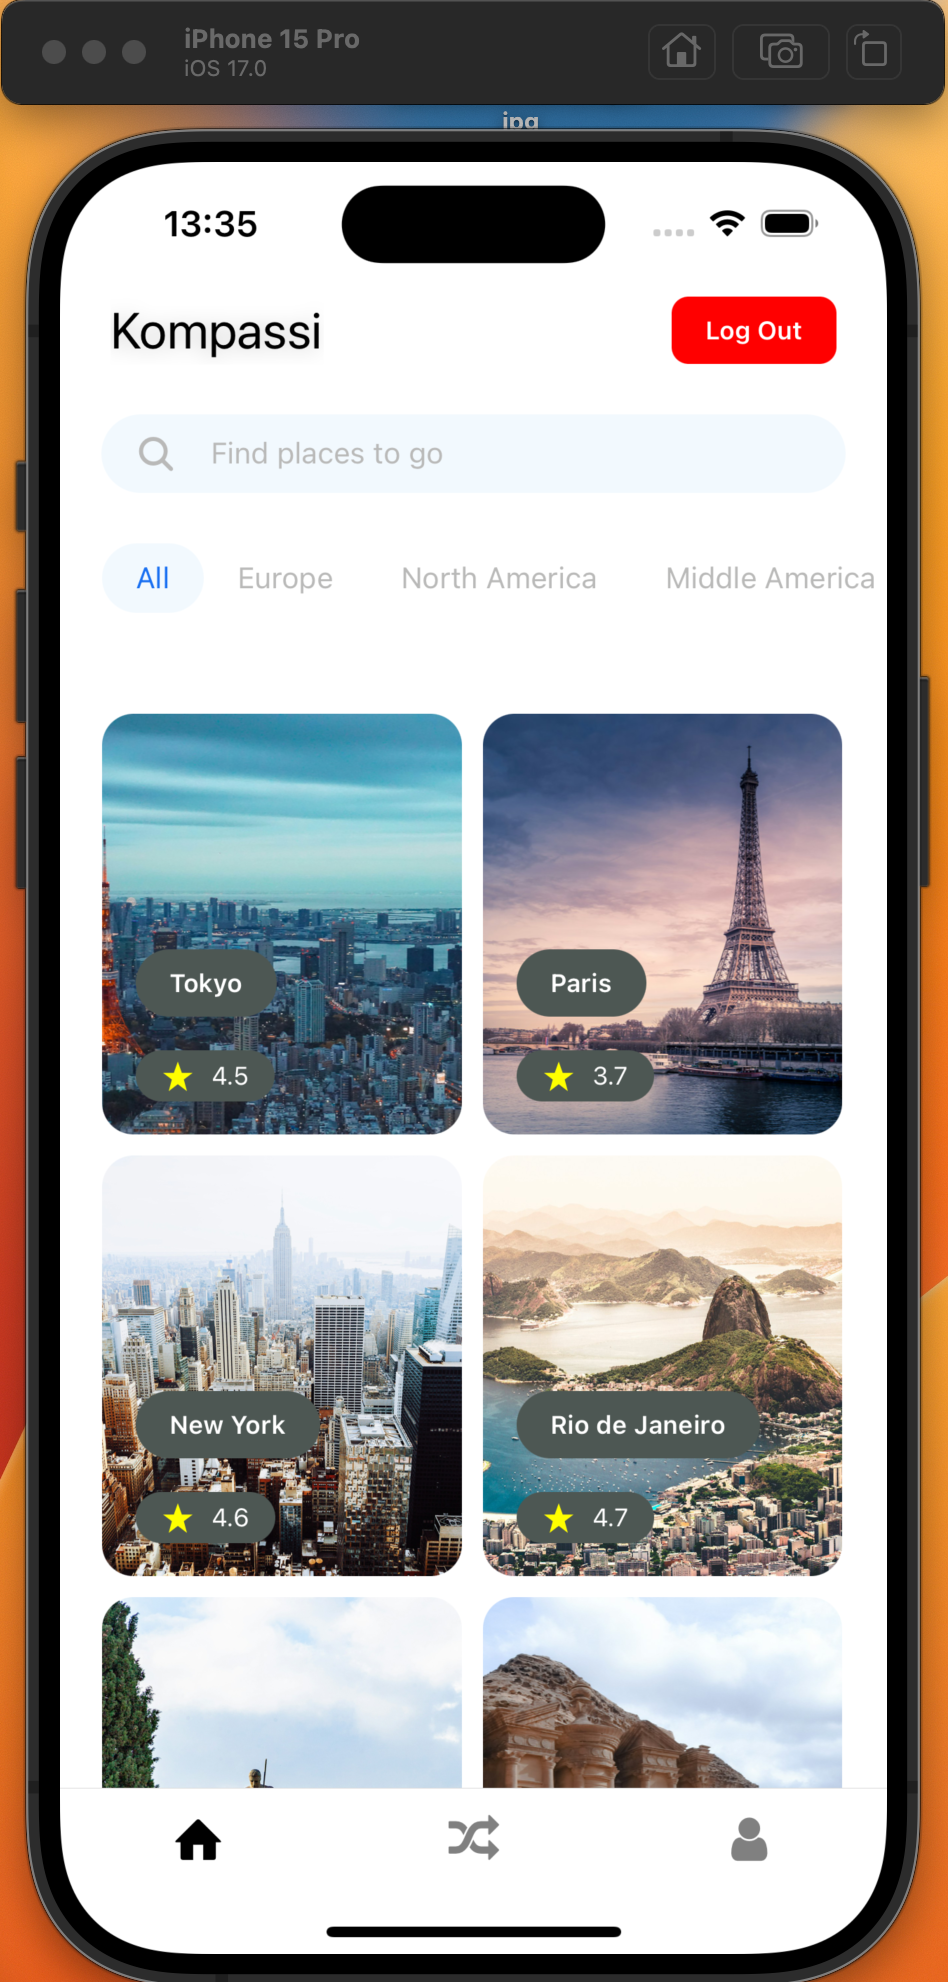 iPhone 15 Pro
iOS 17.0
jpg
13:35
Kompassi
Log Out
Find places to go
All Europe North America Middle America
Tokyo
4.5
Paris
3.7
New York
4.6
Rio de Janeiro
4.7